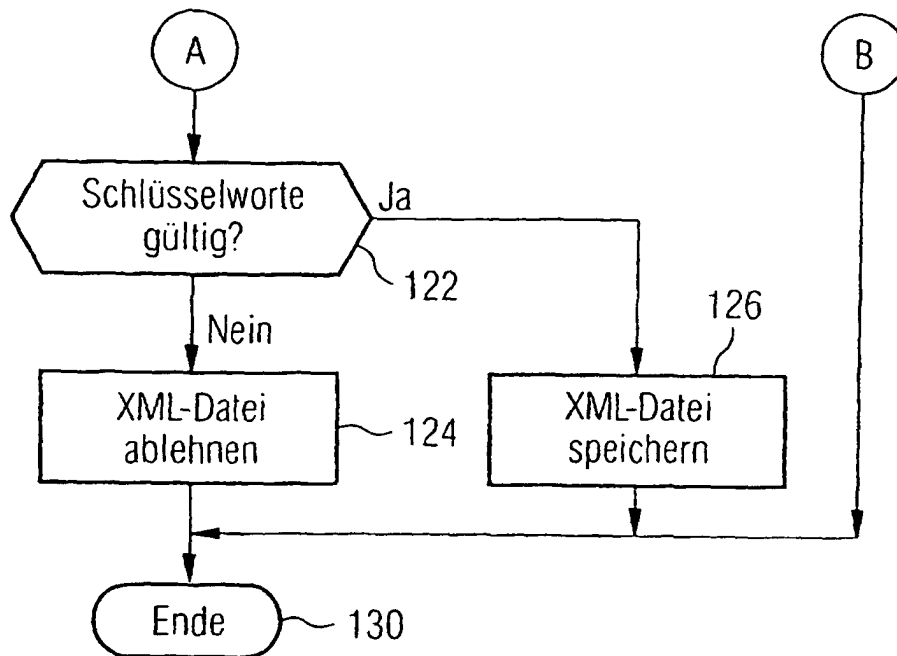 A
B
Schlüsselworte
gültig?
Ja
122
Nein
126
XML-Datei
ablehnen
124
XML-Datei
speichern
Ende
130